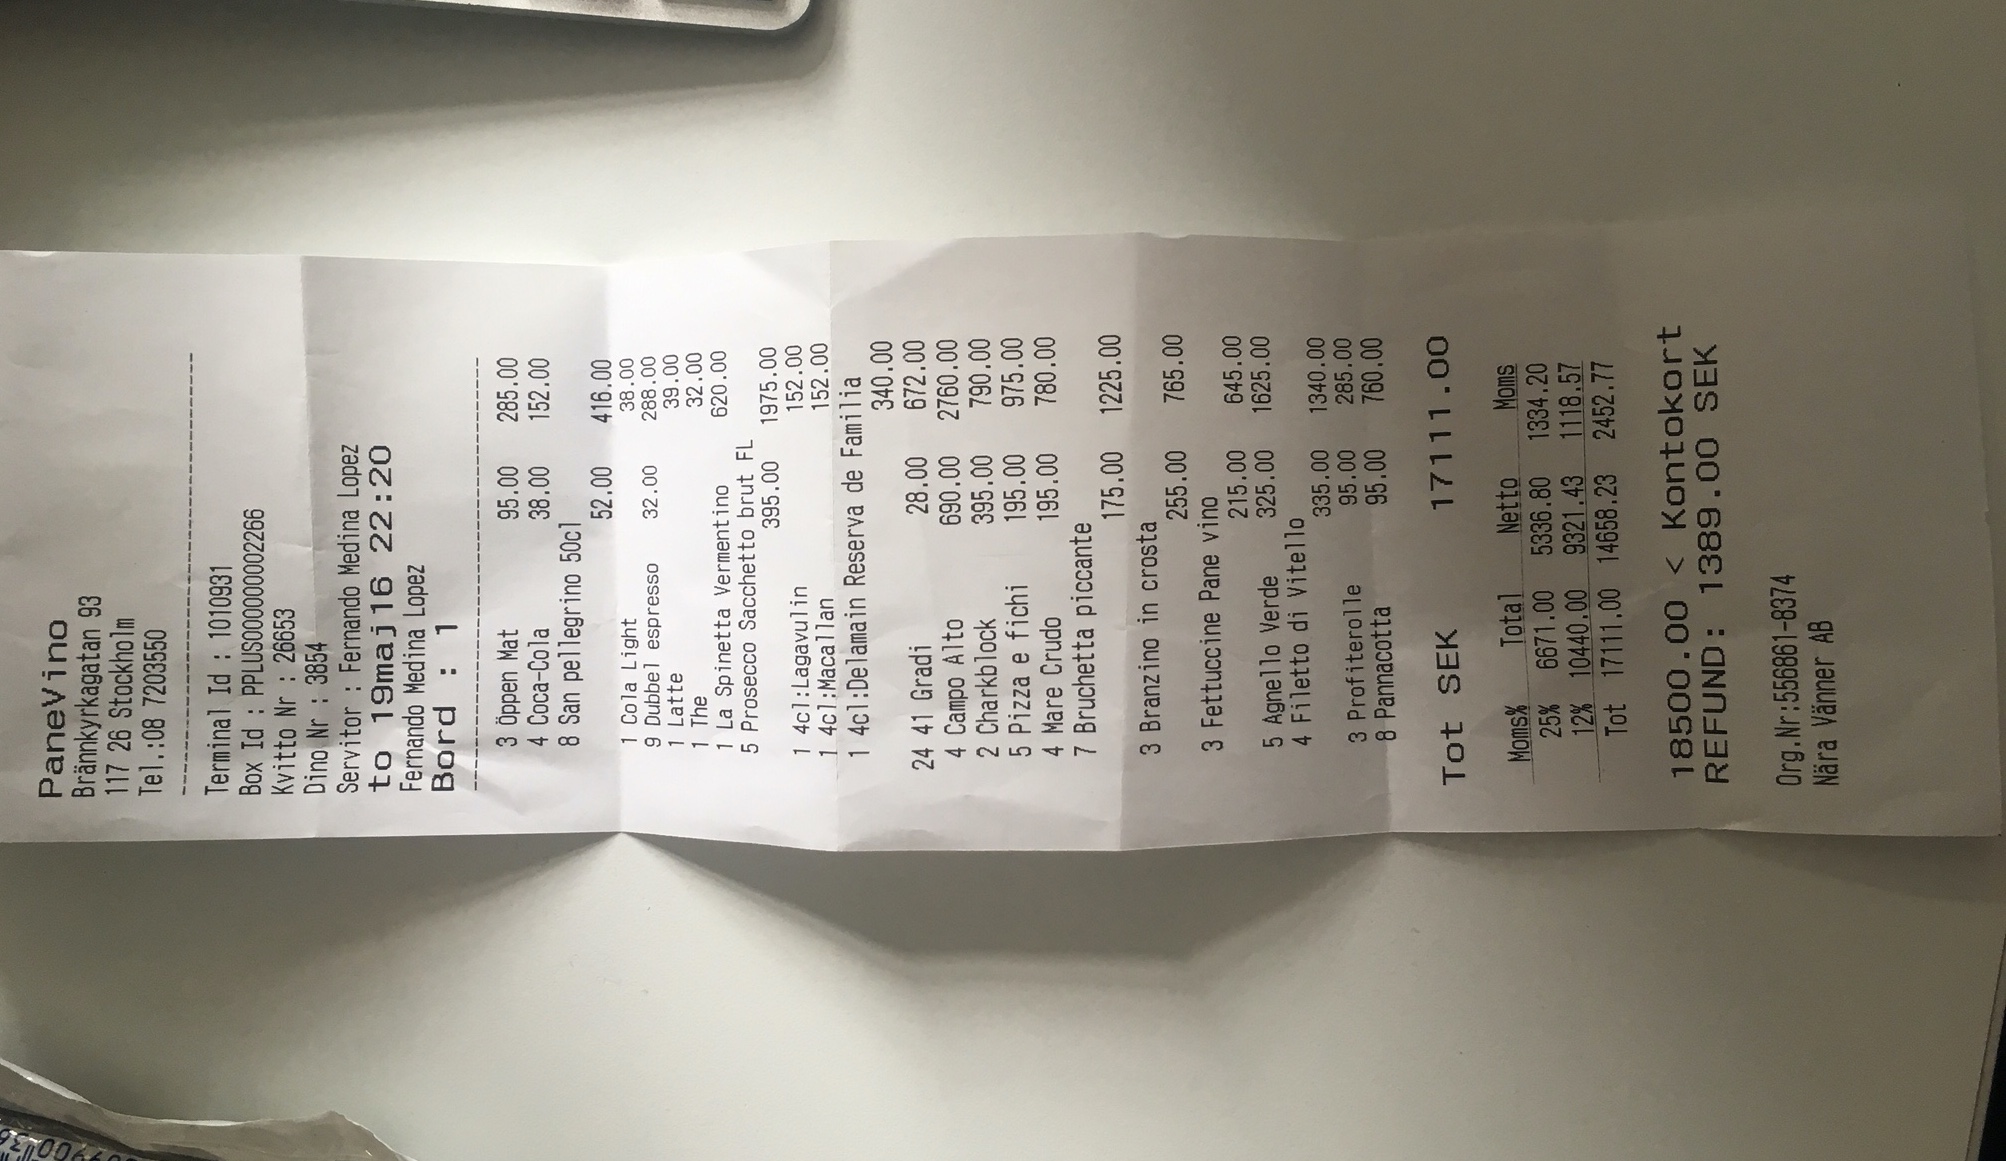 PaneVino
Brännkyrkagatan 93
117 26 Stockholm
Tel.:08 7203550
----------------------------------------
Terminal Id : 1010931
Box Id : PPLUS000000002266
Kvitto Nr : 26653
Dino Nr : 3854
Servitor : Fernando Medina Lopez
to 19maj16 22:20
Fernando Medina Lopez
Bord : 1
----------------------------------------
3 Öppen Mat 95.00 285.00
4 Coca-Cola 38.00 152.00
8 San pellegrino 50cl
52.00 416.00
1 Cola Light 38.00
9 Dubbel espresso 32.00 288.00
1 Latte 39.00
1 The 32.00
1 La Spinetta Vermentino 620.00
5 Prosecco Sacchetto brut FL
395.00 1975.00
1 4cl:Lagavulin 152.00
1 4cl:Macallan 152.00
1 4cl:Delamain Reserva de Familia
340.00
24 41 Gradi 28.00 672.00
4 Campo Alto 690.00 2760.00
2 Charkblock 395.00 790.00
5 Pizza e fichi 195.00 975.00
4 Mare Crudo 195.00 780.00
7 Bruchetta piccante
175.00 1225.00
3 Branzino in crosta
255.00 765.00
3 Fettuccine Pane vino
215.00 645.00
5 Agnello Verde 325.00 1625.00
4 Filetto di Vitello
335.00 1340.00
3 Profiterolle 95.00 285.00
8 Pannacotta 95.00 760.00
Tot SEK 17111.00
Moms% Total Netto Moms
25% 6671.00 5336.80 1334.20
12% 10440.00 9321.43 1118.57
Tot 17111.00 14658.23 2452.77
18500.00 < Kontokort
REFUND: 1389.00 SEK
Org.Nr:556861-8374
Nära Vänner AB